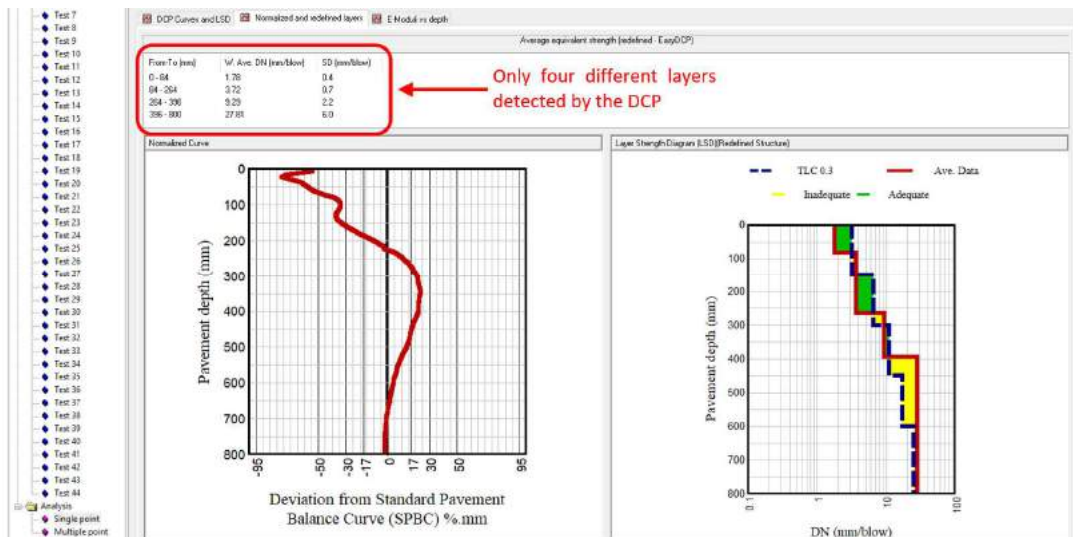 Test 7
Test 8
Test 9
Test 10
Test 11
Test 12
Test 13
Test 14
Test 15
Test 16
Test 17
Test 18
Test 19
Test 20
Test 21
Test 22
Test 23
Test 24
Test 25
Test 26
Test 27
Test 28
Test 29
Test 30
Test 31
Test 32
Test 33
Test 34
Test 35
Test 36
Test 37
Test 38
Test 39
Test 40
Test 41
Test 42
Test 43
Test 44
Analysis
Single point
Multiple point
DCP Curves and LSD
Normalized and redefined layers
E-Moduli vs depth
Average equivalent strength (redefined - EasyDCP)
From-To (mm) W. Ave. DN (mm/blow) SD (mm/blow)
0 - 84 1.78 0.4
84 - 264 3.72 0.7
264 - 396 9.29 2.2
396 - 800 27.81 6.0
Only four different layers
detected by the DCP
Normalized Curve
Pavement depth (mm)
0
100
200
300
400
500
600
700
800
-95 -50 -30 -17 0 17 30 50 95
Deviation from Standard Pavement
Balance Curve (SPBC) %.mm
Layer Strength Diagram (LSD)(Redefined Structure)
TLC 0.3 Ave. Data
Inadequate Adequate
Pavement depth (mm)
0
100
200
300
400
500
600
700
800
0.1 1 10 100
DN (mm/blow)